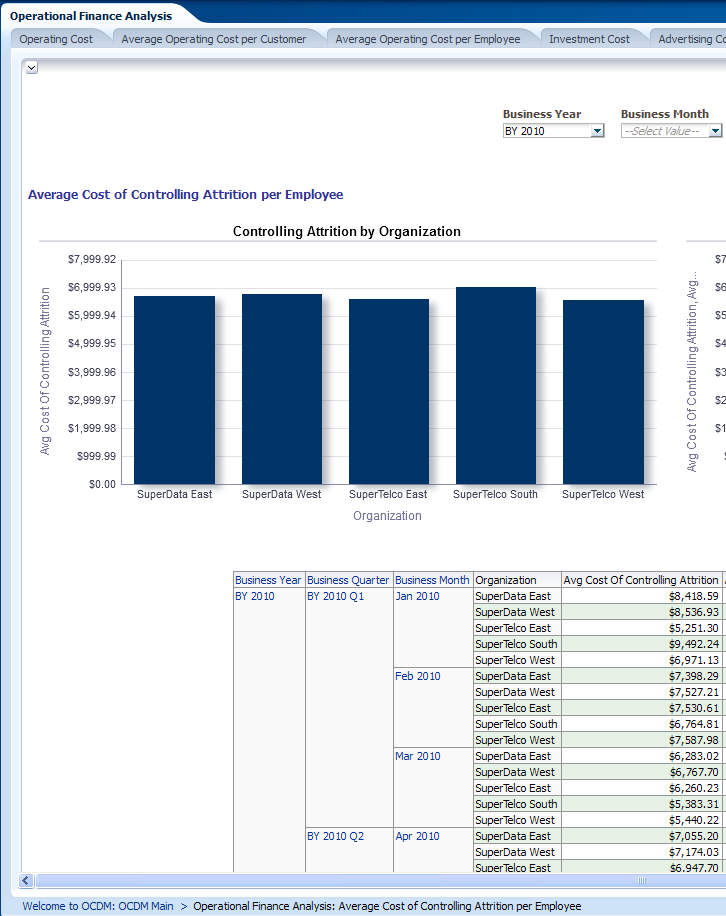 Operational Finance Analysis
Operating Cost Average Operating Cost per Customer Average Operating Cost per Employee Investment Cost Advertising
Business Year Business Month
BY 2010 --Select Value--
Average Cost of Controlling Attrition per Employee
Controlling Attrition by Organization
Avg Cost Of Controlling Attrition
$7,999.92
$6,999.93
$5,999.94
$4,999.95
$3,999.96
$2,999.97
$1,999.98
$999.99
$0.00
SuperData East SuperData West SuperTelco East SuperTelco South SuperTelco West
Organization
Avg Cost Of Controlling Attrition, Avg...
Business Year Business Quarter Business Month Organization Avg Cost Of Controlling Attrition
BY 2010 BY 2010 Q1 Jan 2010 SuperData East $8,418.59
SuperData West $8,536.93
SuperTelco East $5,251.30
SuperTelco South $9,492.24
SuperTelco West $6,971.13
Feb 2010 SuperData East $7,398.29
SuperData West $7,527.21
SuperTelco East $7,530.61
SuperTelco South $6,764.81
SuperTelco West $7,587.98
Mar 2010 SuperData East $6,283.02
SuperData West $6,767.70
SuperTelco East $6,260.23
SuperTelco South $5,383.31
SuperTelco West $5,440.22
BY 2010 Q2 Apr 2010 SuperData East $7,055.20
SuperData West $7,174.03
SuperTelco East $6,947.70
Welcome to OCDM: OCDM Main > Operational Finance Analysis: Average Cost of Controlling Attrition per Employee